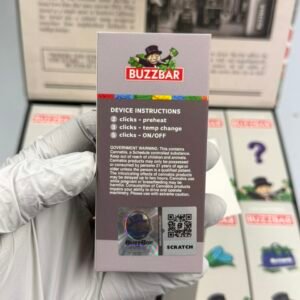 BUZZBAR
DEVICE INSTRUCTIONS
2 clicks - preheat
3 clicks - temp change
5 clicks - ON/OFF
GOVERNMENT WARNING: This contains
Cannabis, a Schedule controlled substance.
Keep out of reach of children and animals.
Cannabis products may only be possessed
or consumed by persons 21 years of age or
older unless the person is a qualified patient.
The intoxicating effects of cannabis products
may be delayed up to two hours. Cannabis use
while pregnant or breastfeeding may be
harmful. Consumption of Cannabis products
impairs your ability to drive and operate
machinery. Please use with extreme caution.
BuzzBar
SCRATCH
?